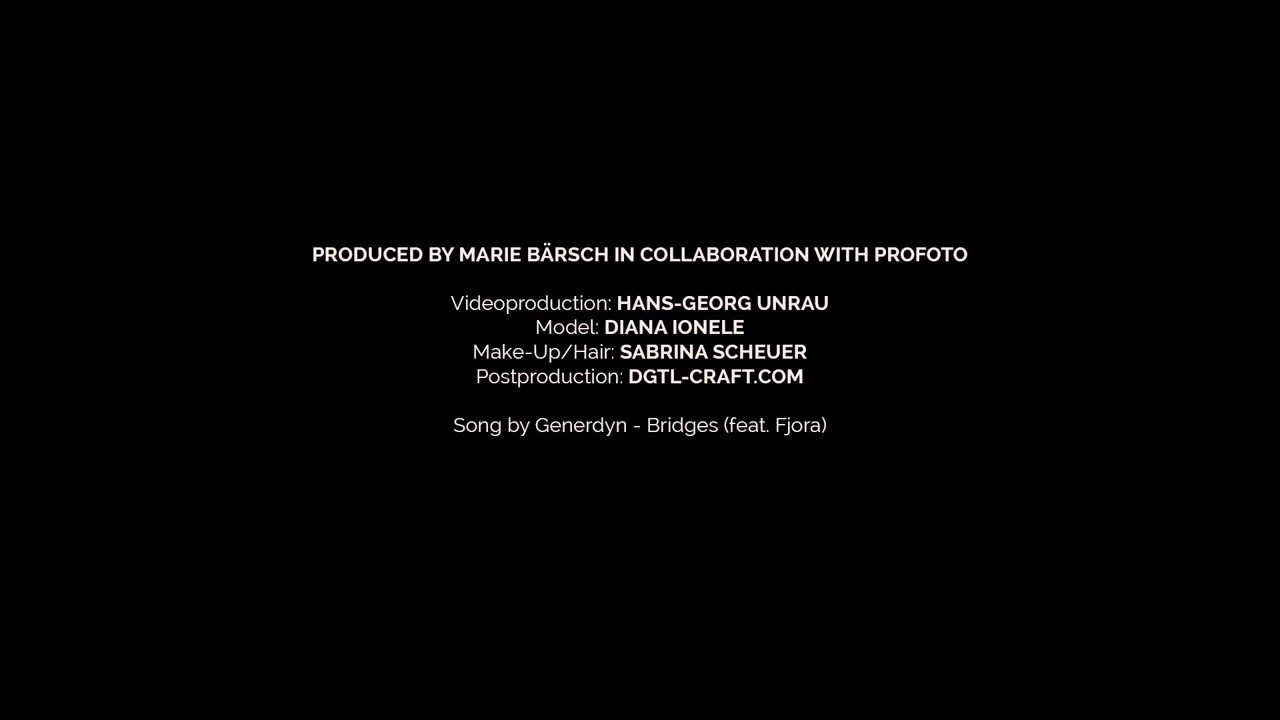 PRODUCED BY MARIE BÄRSCH IN COLLABORATION WITH PROFOTO
Videoproduction: HANS-GEORG UNRAU
Model: DIANA IONELE
Make-Up/Hair: SABRINA SCHEUER
Postproduction: DGTL-CRAFT.COM
Song by Generdyn - Bridges (feat. Fjora)